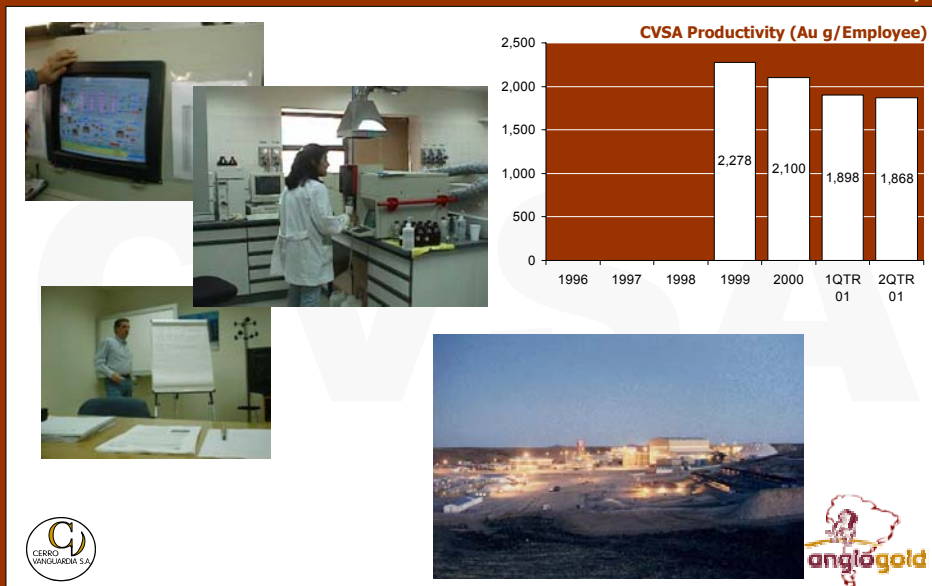 CVSA Productivity (Au g/Employee)
2,500
2,000
1,500
1,000
500
0
2,278
2,100
1,898
1,868
1996
1997
1998
1999
2000
1QTR
01
2QTR
01
CVSA
CERRO
VANGUARDIA S.A.
anglogold